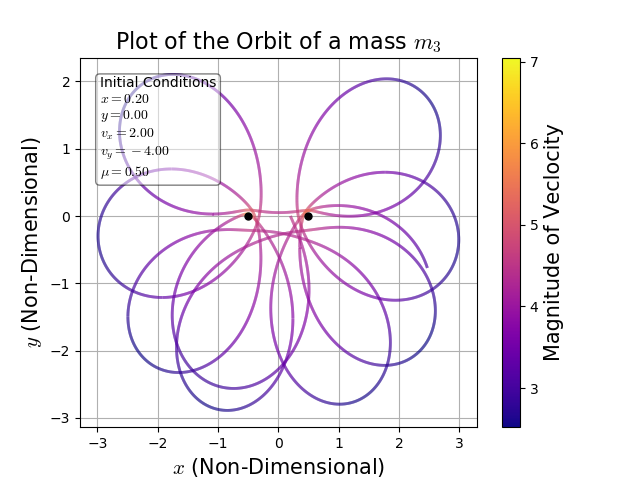 Plot of the Orbit of a mass m₃
Initial Conditions
x = 0.20
y = 0.00
vₓ = 2.00
v_y = −4.00
μ = 0.50
2
1
0
−1
−2
−3
y (Non-Dimensional)
−3 −2 −1 0 1 2 3
x (Non-Dimensional)
7
6
5
4
3
Magnitude of Veclocity